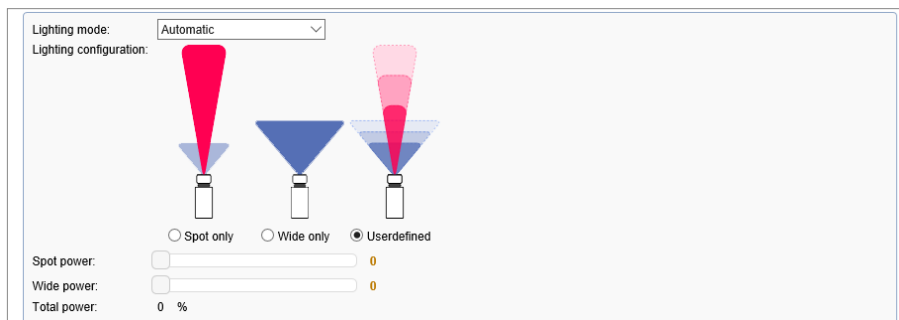 Lighting mode: Automatic
Lighting configuration:
Spot only Wide only Userdefined
Spot power: 0
Wide power: 0
Total power: 0 %